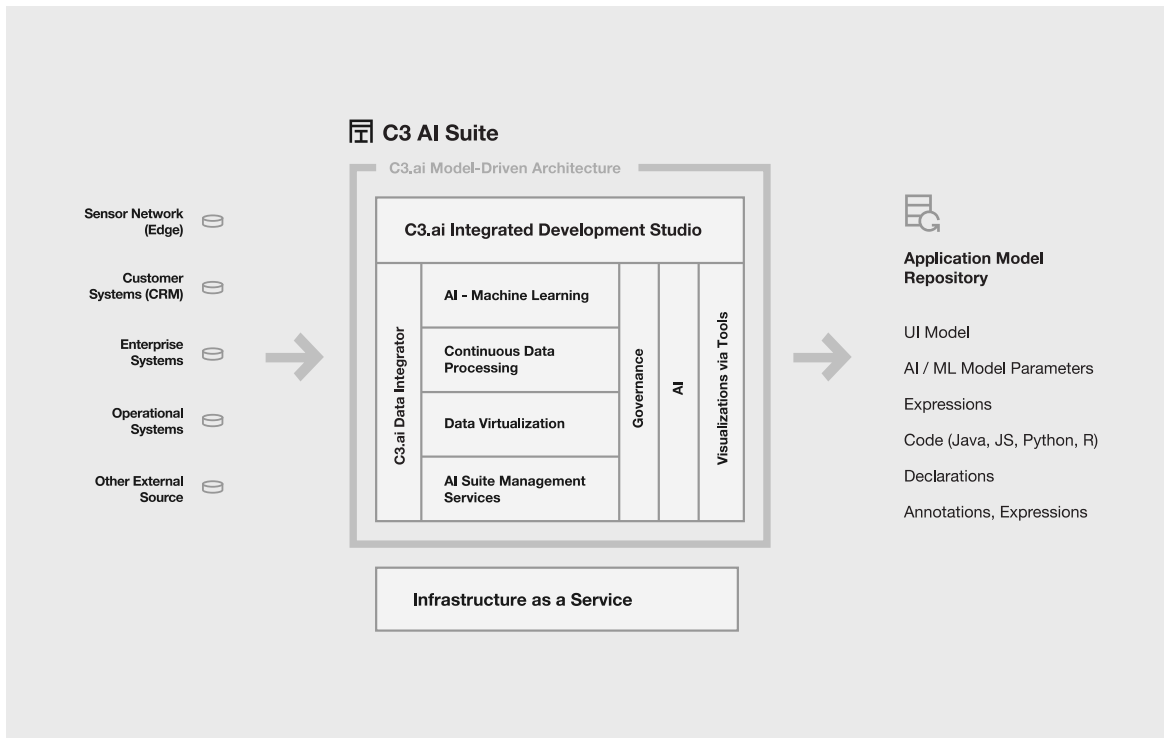 C3 AI Suite
C3.ai Model-Driven Architecture
Sensor Network
(Edge)
Customer
Systems (CRM)
Enterprise
Systems
Operational
Systems
Other External
Source
C3.ai Integrated Development Studio
C3.ai Data Integrator
AI - Machine Learning
Continuous Data
Processing
Data Virtualization
AI Suite Management
Services
Governance
AI
Visualizations via Tools
Infrastructure as a Service
Application Model
Repository
UI Model
AI / ML Model Parameters
Expressions
Code (Java, JS, Python, R)
Declarations
Annotations, Expressions